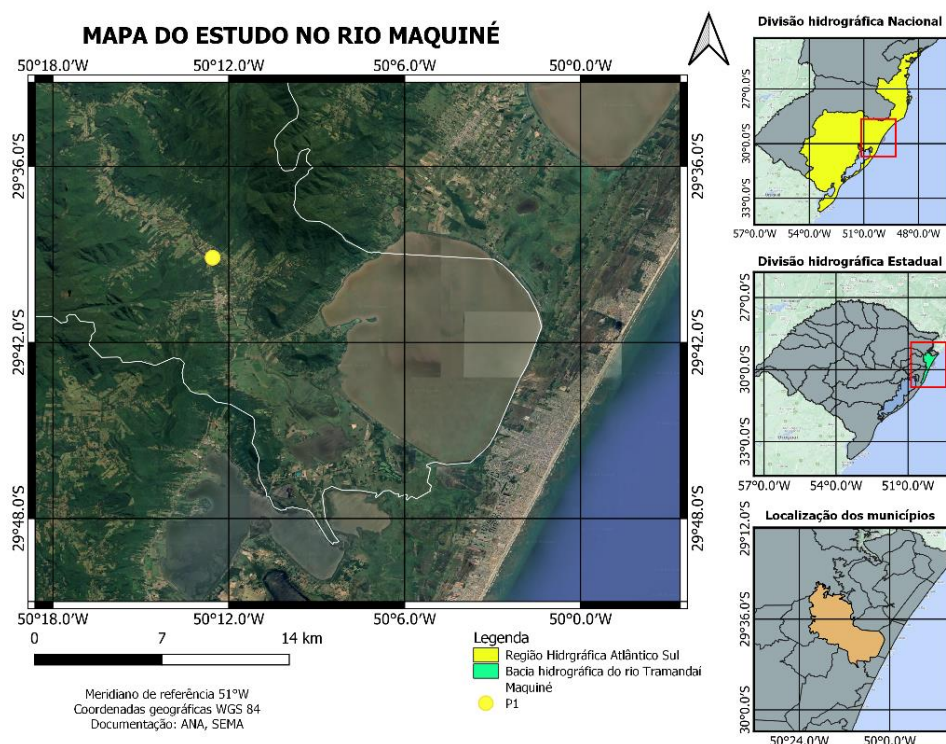 MAPA DO ESTUDO NO RIO MAQUINÉ
50°18.0'W 50°12.0'W 50°6.0'W 50°0.0'W
29°36.0'S 29°36.0'S
29°42.0'S 29°42.0'S
29°48.0'S 29°48.0'S
50°18.0'W 50°12.0'W 50°6.0'W 50°0.0'W
0 7 14 km
Meridiano de referência 51°W
Coordenadas geográficas WGS 84
Documentação: ANA, SEMA
Legenda
Região Hidrgráfica Atlântico Sul
Bacia hidrográfica do rio Tramandaí
Maquiné
P1
Divisão hidrográfica Nacional
27°0.0'S
30°0.0'S
33°0.0'S
57°0.0'W 54°0.0'W 51°0.0'W 48°0.0'W
Divisão hidrográfica Estadual
27°0.0'S
30°0.0'S
33°0.0'S
57°0.0'W 54°0.0'W 51°0.0'W
Localização dos municípios
29°12.0'S
29°36.0'S
30°0.0'S
50°24.0'W 50°0.0'W